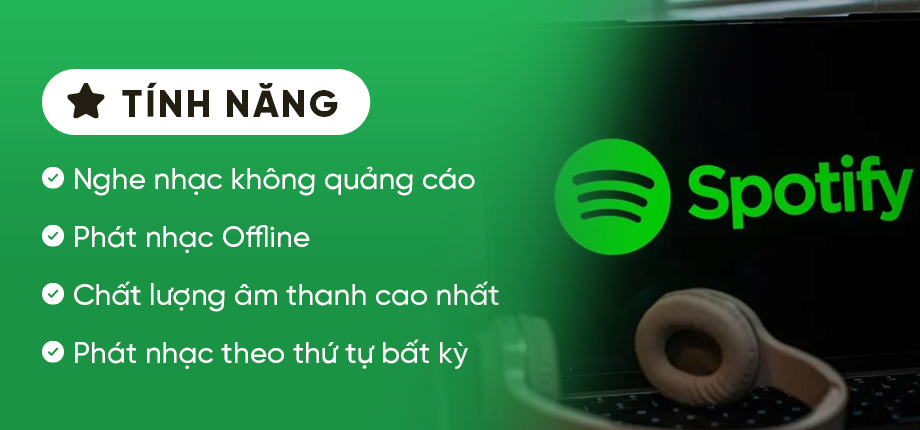 TÍNH NĂNG
Nghe nhạc không quảng cáo
Phát nhạc Offline
Chất lượng âm thanh cao nhất
Phát nhạc theo thứ tự bất kỳ
Spotify